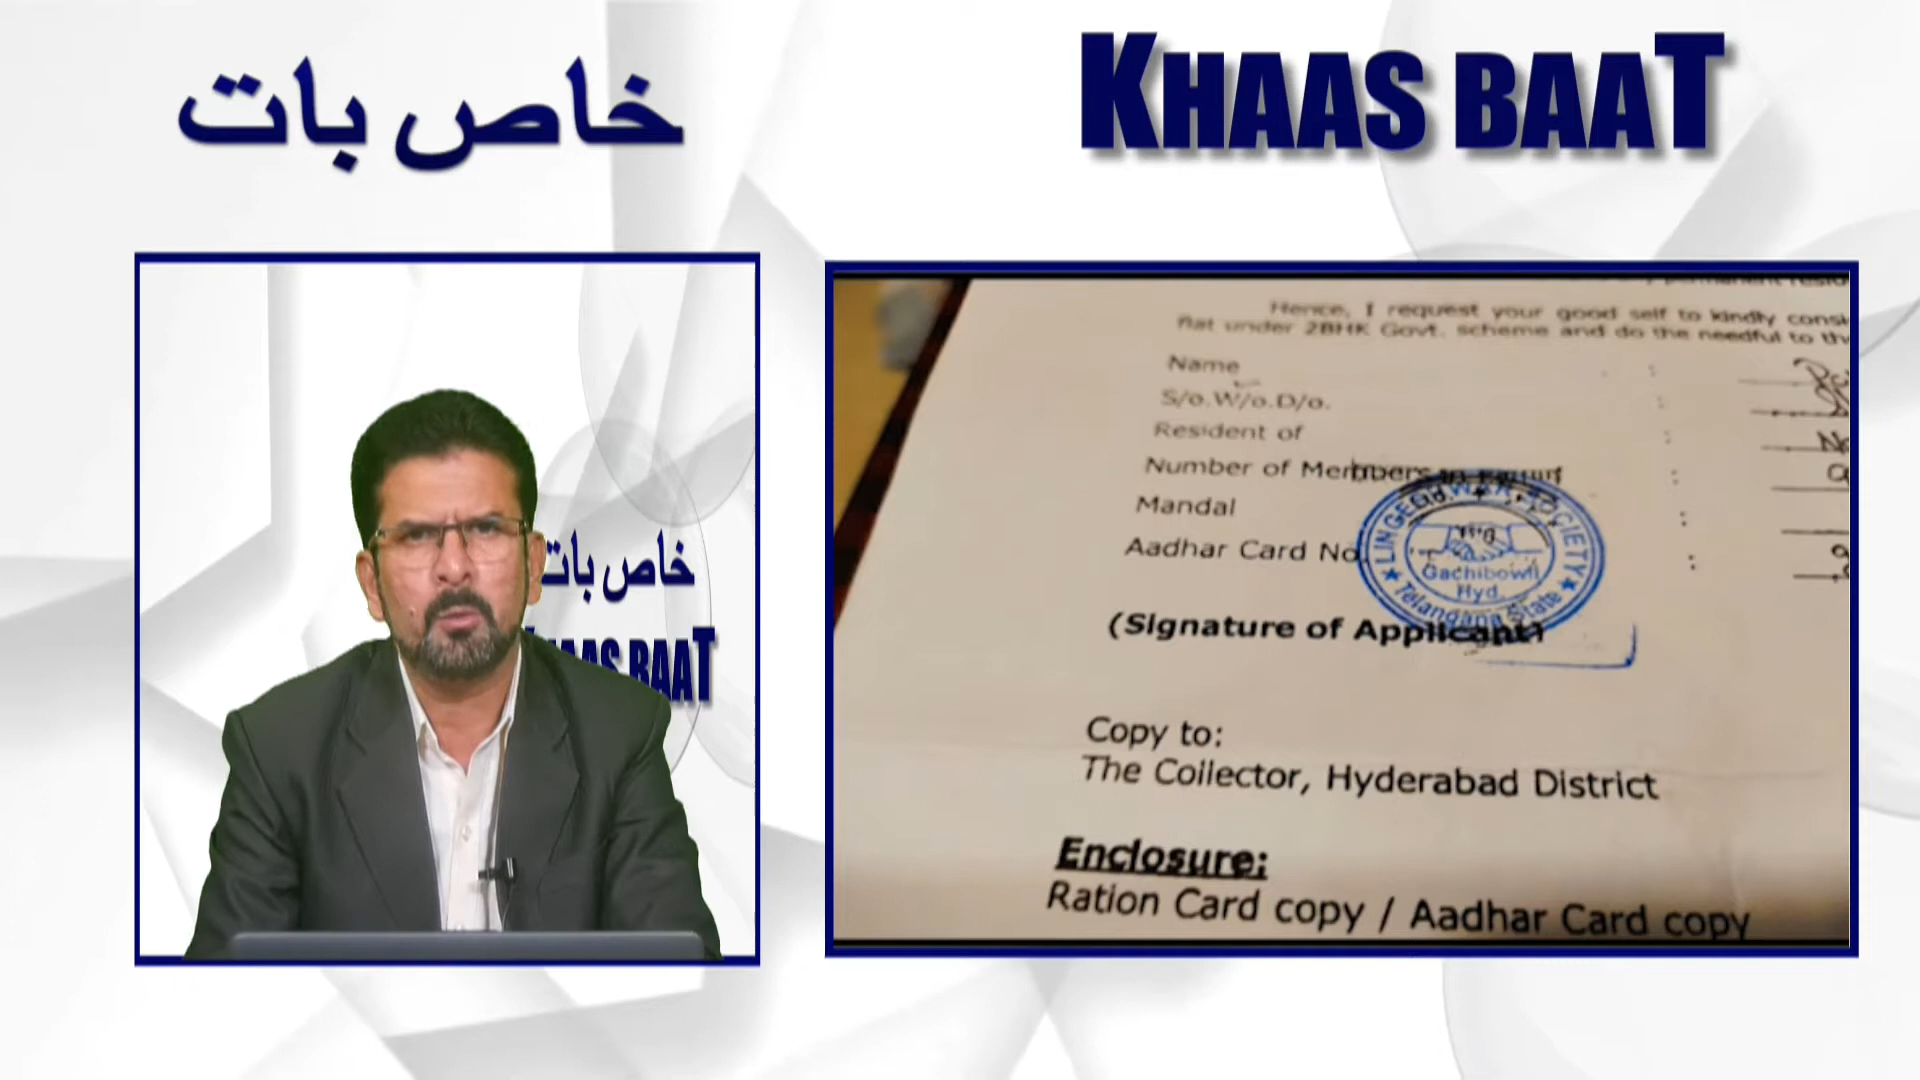 خاص بات
KHAAS BAAT
خاص بات
KHAAS BAAT
Hence, I request your good self to kindly
flat under 2BHK Govt. scheme and do the needful to
Name :
S/o.W/o.D/o. :
Resident of :
Number of Members in Family :
Mandal :
Aadhar Card No. :
SOCIETY
Gachibowli
Hyd.
Telangana State
(Signature of Applicant)
Copy to:
The Collector, Hyderabad District
Enclosure:
Ration Card copy / Aadhar Card copy